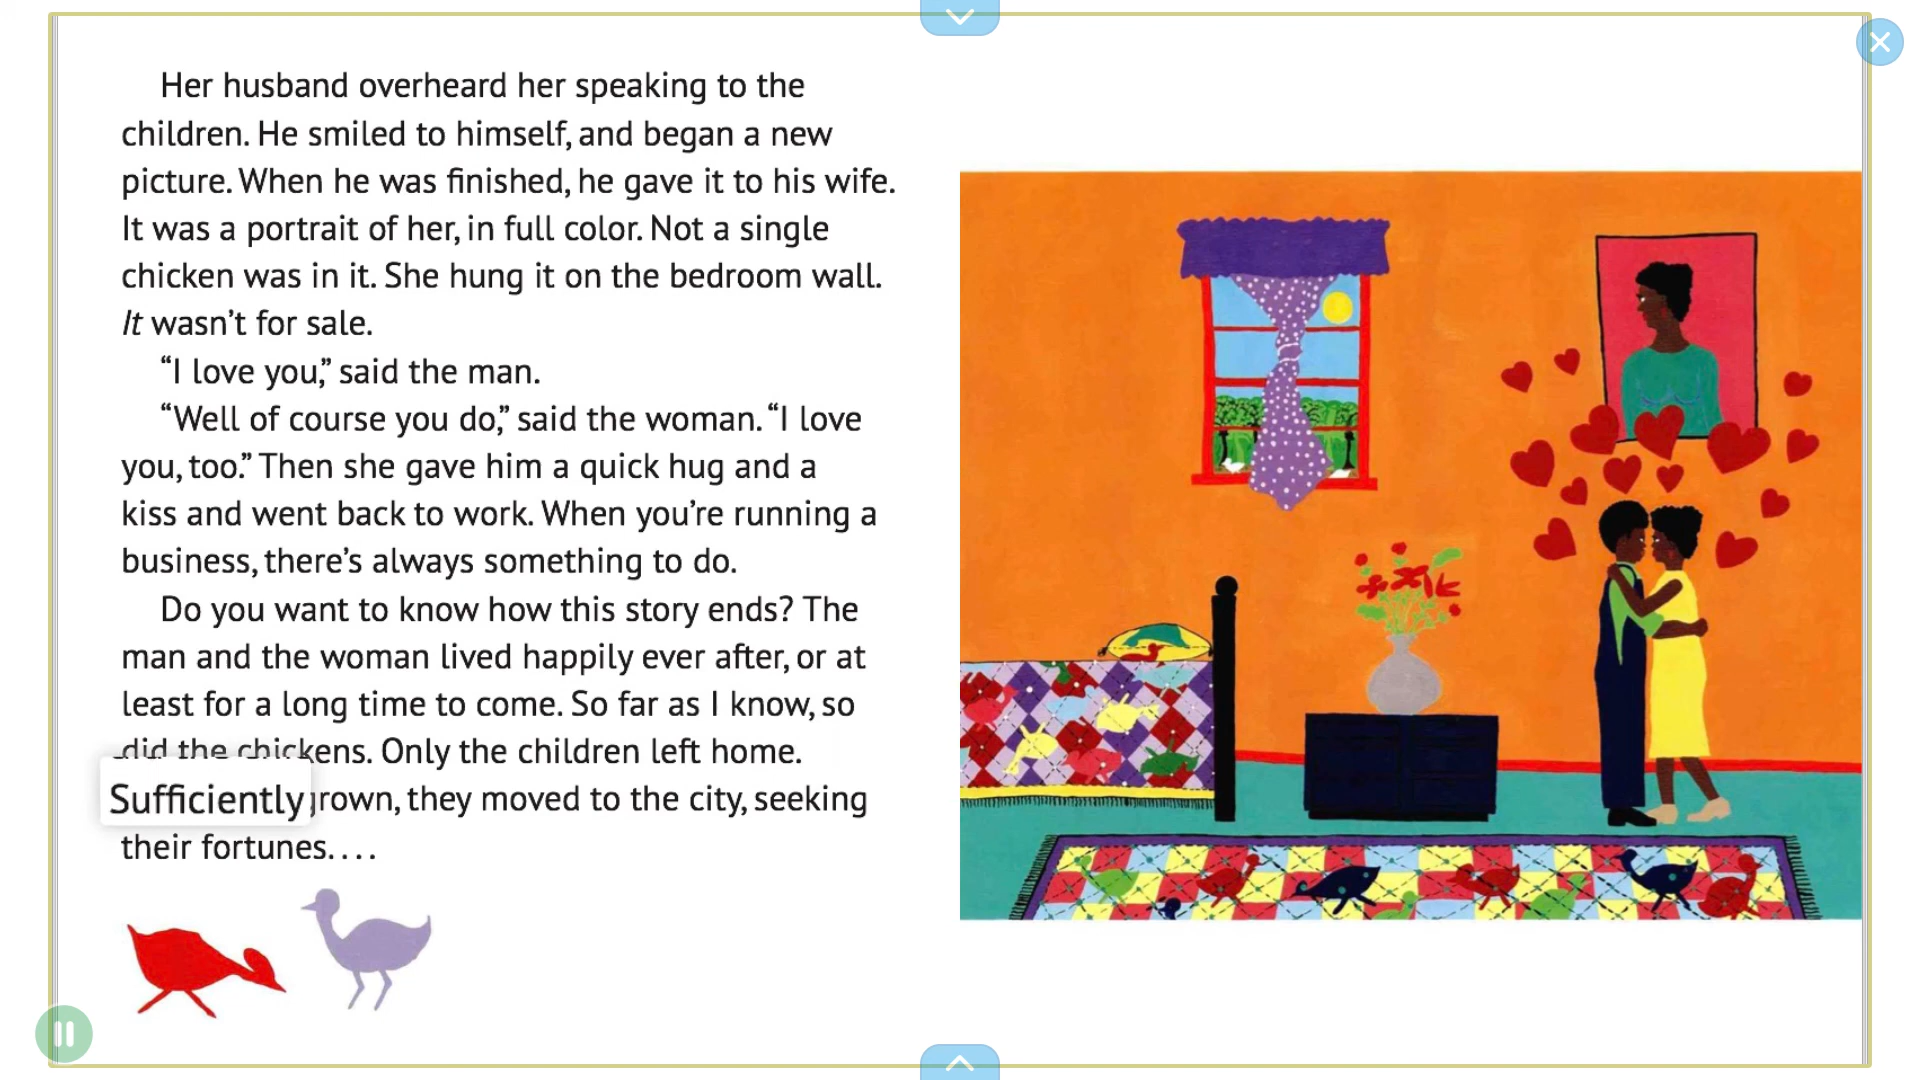 Her husband overheard her speaking to the
children. He smiled to himself, and began a new
picture. When he was finished, he gave it to his wife.
It was a portrait of her, in full color. Not a single
chicken was in it. She hung it on the bedroom wall.
It wasn’t for sale.
“I love you,” said the man.
“Well of course you do,” said the woman. “I love
you, too.” Then she gave him a quick hug and a
kiss and went back to work. When you’re running a
business, there’s always something to do.
Do you want to know how this story ends? The
man and the woman lived happily ever after, or at
least for a long time to come. So far as I know, so
did the chickens. Only the children left home.
Sufficiently grown, they moved to the city, seeking
their fortunes. . . .